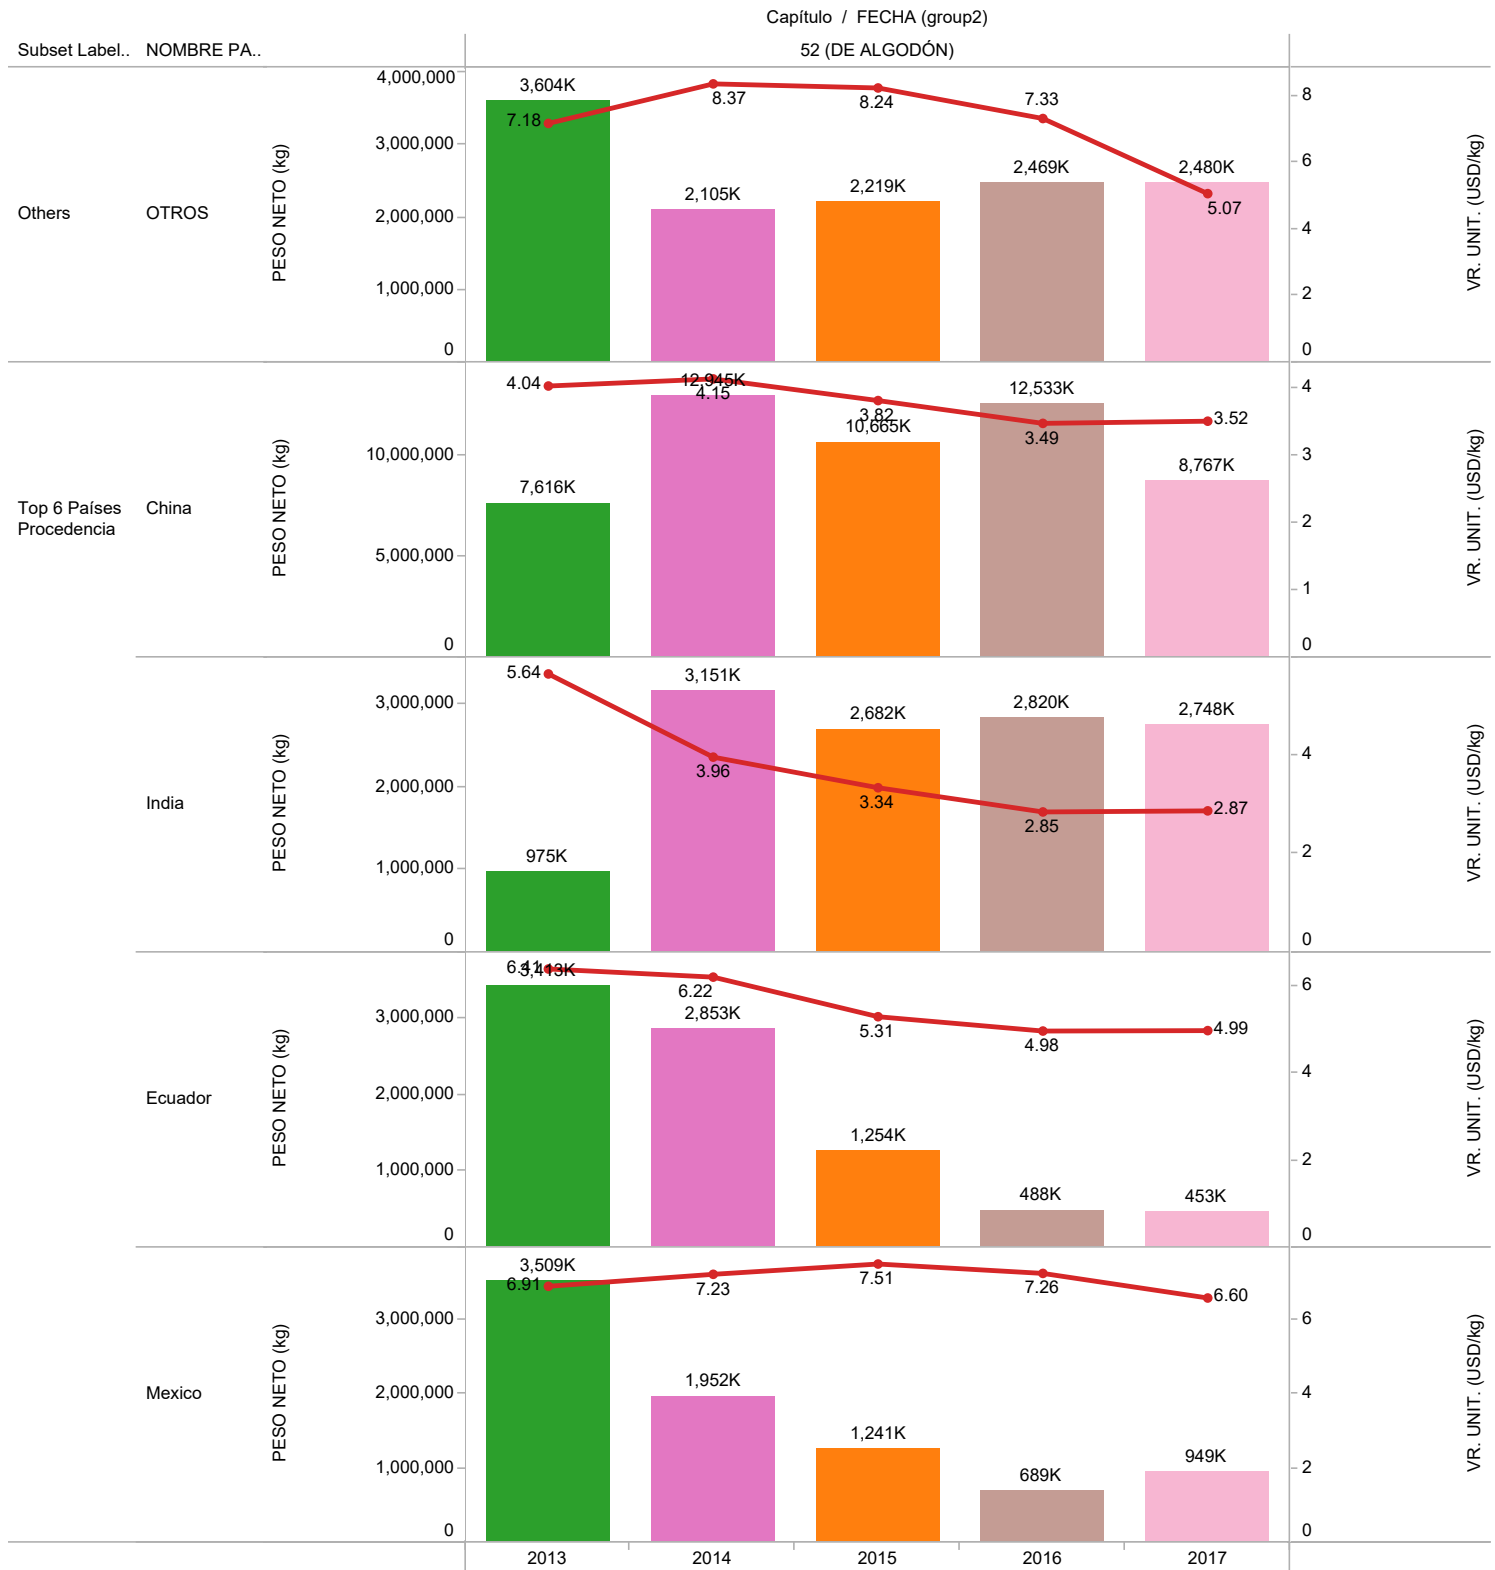 Capítulo / FECHA (group2)
Subset Label.. NOMBRE PA.. 52 (DE ALGODÓN)
Others OTROS
PESO NETO (kg)
4,000,000
3,000,000
2,000,000
1,000,000
0
3,604K
2,105K
2,219K
2,469K
2,480K
7.18
8.37
8.24
7.33
5.07
8
6
4
2
0
VR. UNIT. (USD/kg)
Top 6 Países
Procedencia
China
PESO NETO (kg)
10,000,000
5,000,000
0
7,616K
12,945K
10,665K
12,533K
8,767K
4.04
4.15
3.82
3.49
3.52
4
3
2
1
0
VR. UNIT. (USD/kg)
India
PESO NETO (kg)
3,000,000
2,000,000
1,000,000
0
975K
3,151K
2,682K
2,820K
2,748K
5.64
3.96
3.34
2.85
2.87
4
2
0
VR. UNIT. (USD/kg)
Ecuador
PESO NETO (kg)
3,000,000
2,000,000
1,000,000
0
3,413K
2,853K
1,254K
488K
453K
6.41
6.22
5.31
4.98
4.99
6
4
2
0
VR. UNIT. (USD/kg)
Mexico
PESO NETO (kg)
3,000,000
2,000,000
1,000,000
0
3,509K
1,952K
1,241K
689K
949K
6.91
7.23
7.51
7.26
6.60
6
4
2
0
VR. UNIT. (USD/kg)
2013 2014 2015 2016 2017